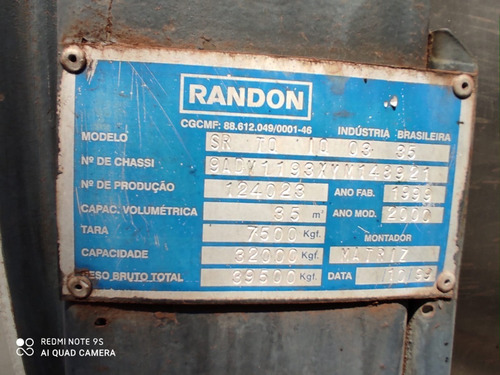 RANDON
CGCMF: 88.612.049/0001-46 INDÚSTRIA BRASILEIRA
MODELO SR TQ 10 03 35
Nº DE CHASSI
Nº DE PRODUÇÃO 124023 ANO FAB. 1999
CAPAC. VOLUMÉTRICA 35 m³ ANO MOD. 2000
TARA 7500 Kgf. MONTADOR
CAPACIDADE 32000 Kgf. MATRIZ
PESO BRUTO TOTAL 39500 Kgf. DATA 10/99
REDMI NOTE 9S
AI QUAD CAMERA